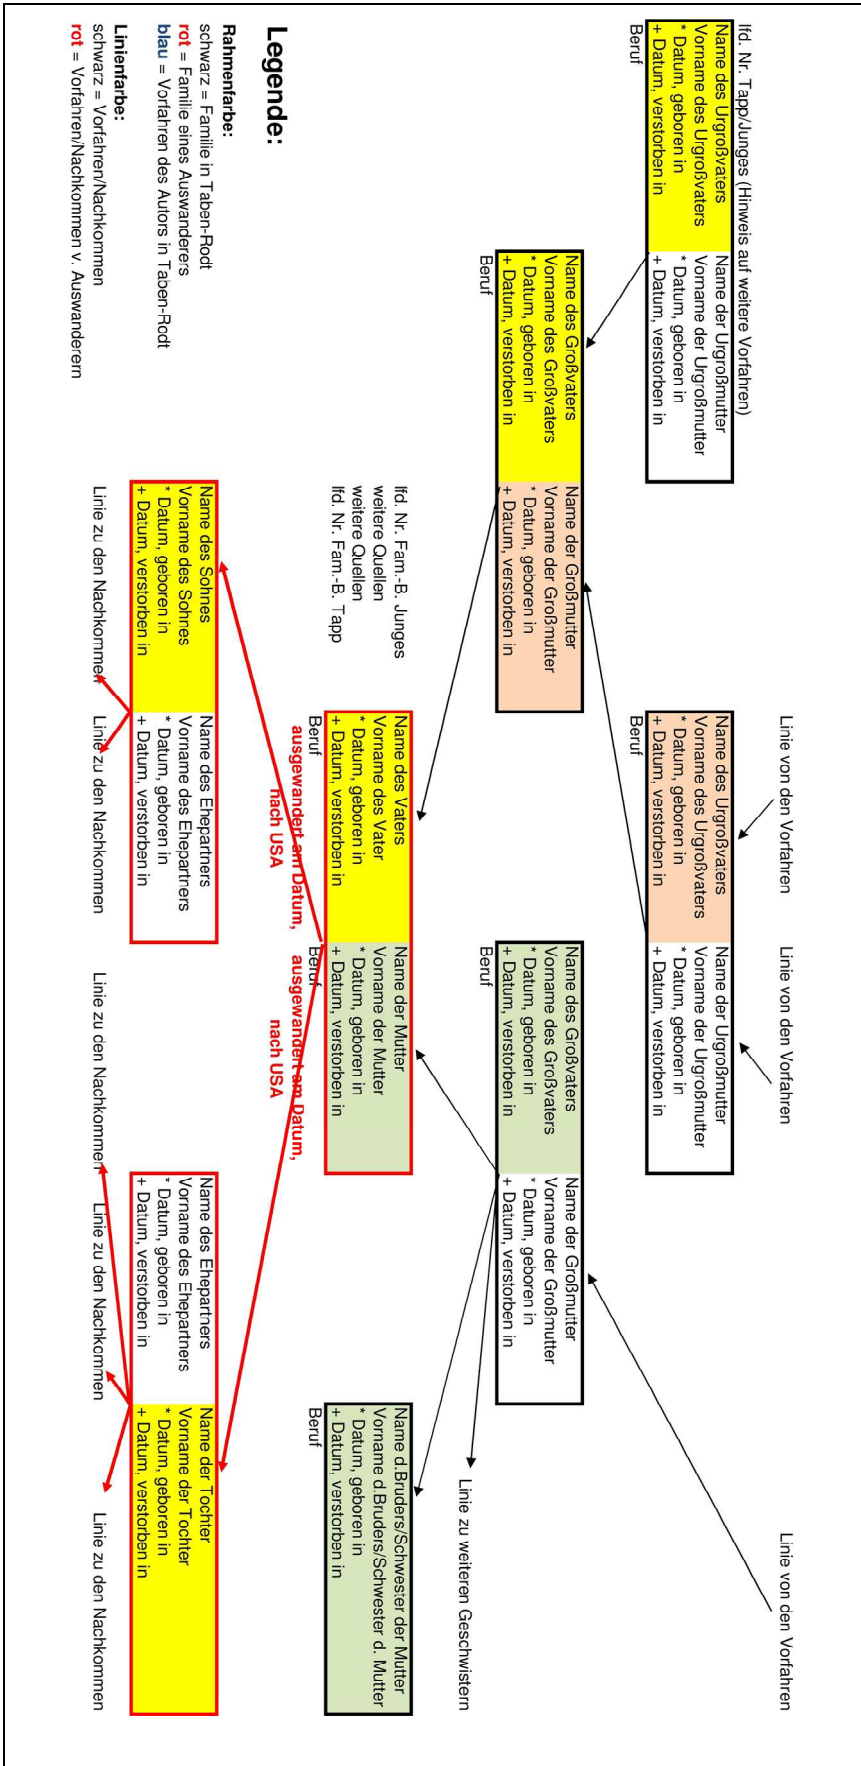 lfd. Nr. Tapp/Junges (Hinweis auf weitere Vorfahren)
Name des Urgroßvaters
Vorname des Urgroßvaters
* Datum, geboren in
+ Datum, verstorben in
Beruf
Name der Urgroßmutter
Vorname der Urgroßmutter
* Datum, geboren in
+ Datum, verstorben in
Linie von den Vorfahren
Linie von den Vorfahren
Linie von den Vorfahren
Name des Urgroßvaters
Vorname des Urgroßvaters
* Datum, geboren in
+ Datum, verstorben in
Beruf
Name der Urgroßmutter
Vorname der Urgroßmutter
* Datum, geboren in
+ Datum, verstorben in
Name des Großvaters
Vorname des Großvaters
* Datum, geboren in
+ Datum, verstorben in
Beruf
Name der Großmutter
Vorname der Großmutter
* Datum, geboren in
+ Datum, verstorben in
Name des Großvaters
Vorname des Großvaters
* Datum, geboren in
+ Datum, verstorben in
Beruf
Name der Großmutter
Vorname der Großmutter
* Datum, geboren in
+ Datum, verstorben in
Linie zu weiteren Geschwistern
lfd. Nr. Fam.-B. Junges
weitere Quellen
weitere Quellen
lfd. Nr. Fam.-B. Tapp
Name des Vaters
Vorname des Vater
* Datum, geboren in
+ Datum, verstorben in
Beruf
ausgewandert am Datum,
nach USA
Name der Mutter
Vorname der Mutter
* Datum, geboren in
+ Datum, verstorben in
Beruf
ausgewandert am Datum,
nach USA
Name d.Bruders/Schwester der Mutter
Vorname d.Bruders/Schwester d. Mutter
* Datum, geboren in
+ Datum, verstorben in
Beruf
Legende:
Rahmenfarbe:
schwarz = Familie in Taben-Rodt
rot = Familie eines Auswanderers
blau = Vorfahren des Autors in Taben-Rodt
Linienfarbe:
schwarz = Vorfahren/Nachkommen
rot = Vorfahren/Nachkommen v. Auswanderern
Name des Sohnes
Vorname des Sohnes
* Datum, geboren in
+ Datum, verstorben in
Name des Ehepartners
Vorname des Ehepartners
* Datum, geboren in
+ Datum, verstorben in
Name des Ehepartners
Vorname des Ehepartners
* Datum, geboren in
+ Datum, verstorben in
Name der Tochter
Vorname der Tochter
* Datum, geboren in
+ Datum, verstorben in
Linie zu den Nachkommen
Linie zu den Nachkommen
Linie zu den Nachkommen
Linie zu den Nachkommen
Linie zu den Nachkommen